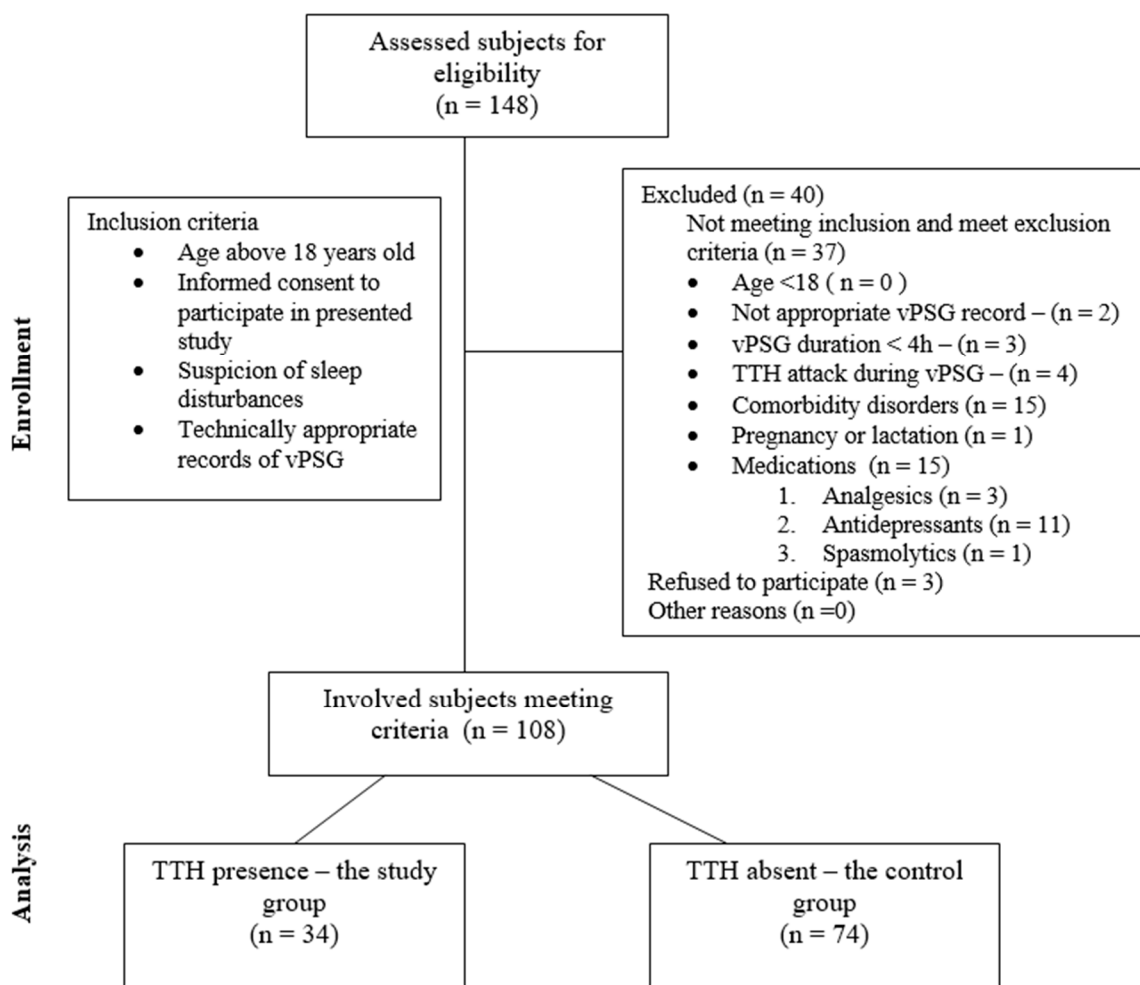 Assessed subjects for
eligibility
(n = 148)
Enrollment
Inclusion criteria
• Age above 18 years old
• Informed consent to
participate in presented
study
• Suspicion of sleep
disturbances
• Technically appropriate
records of vPSG
Excluded (n = 40)
Not meeting inclusion and meet exclusion
criteria (n = 37)
• Age <18 ( n = 0 )
• Not appropriate vPSG record – (n = 2)
• vPSG duration < 4h – (n = 3)
• TTH attack during vPSG – (n = 4)
• Comorbidity disorders (n = 15)
• Pregnancy or lactation (n = 1)
• Medications (n = 15)
1. Analgesics (n = 3)
2. Antidepressants (n = 11)
3. Spasmolytics (n = 1)
Refused to participate (n = 3)
Other reasons (n =0)
Involved subjects meeting
criteria (n = 108)
Analysis
TTH presence – the study
group
(n = 34)
TTH absent – the control
group
(n = 74)